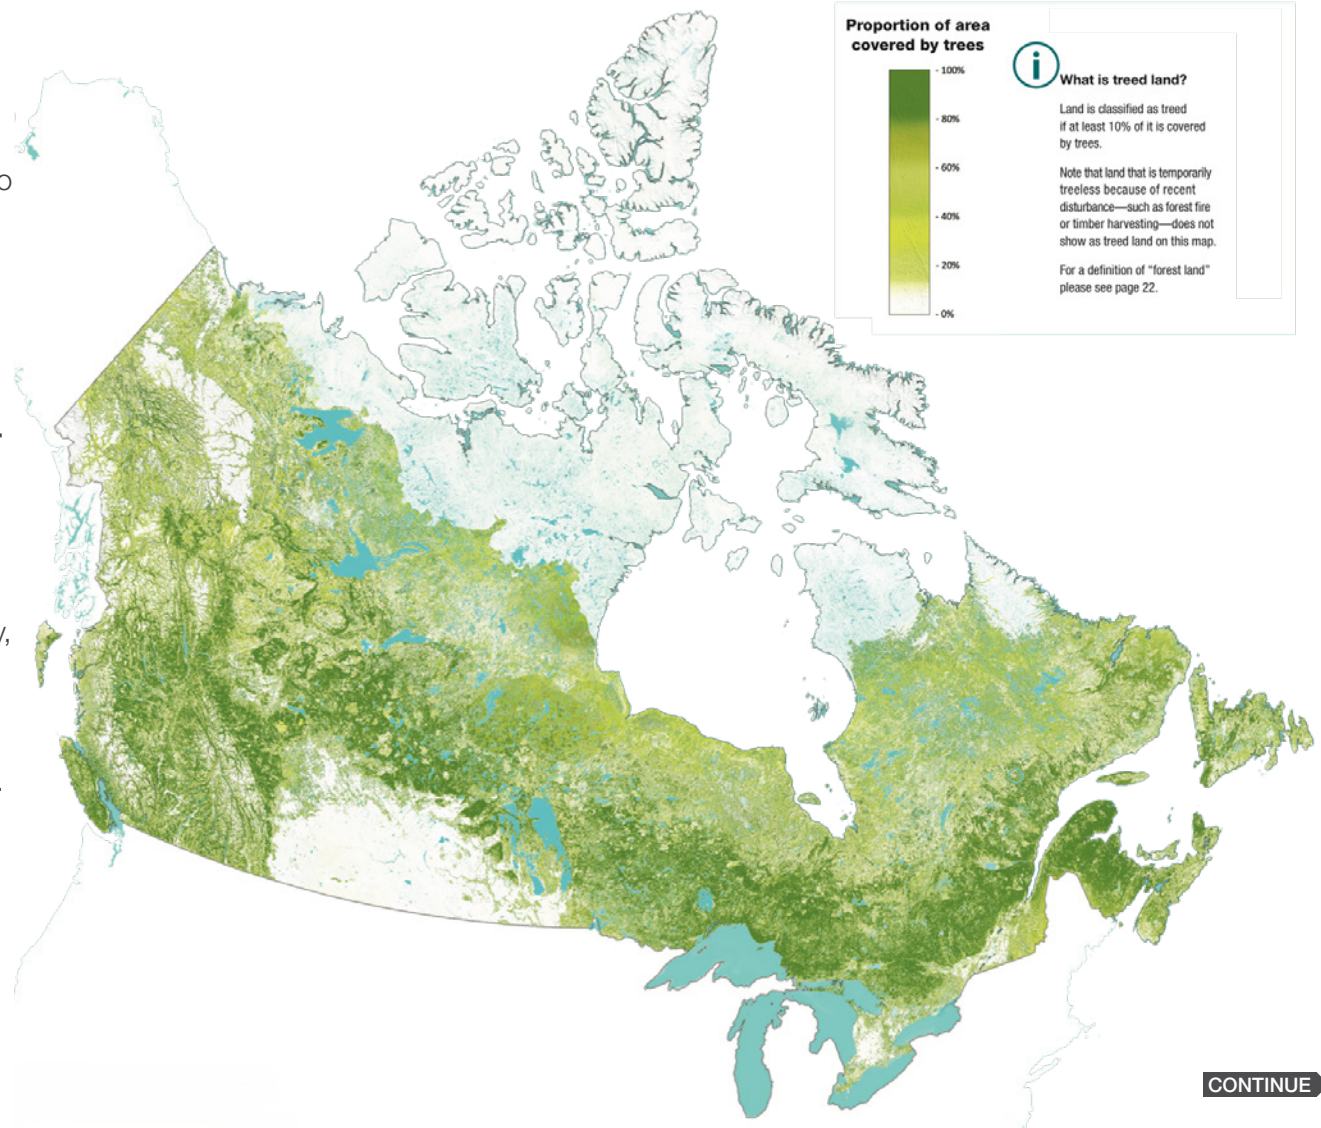 Proportion of area
covered by trees
- 100%
- 80%
- 60%
- 40%
- 20%
- 0%
i
What is treed land?
Land is classified as treed
if at least 10% of it is covered
by trees.
Note that land that is temporarily
treeless because of recent
disturbance—such as forest fire
or timber harvesting—does not
show as treed land on this map.
For a definition of “forest land”
please see page 22.
CONTINUE